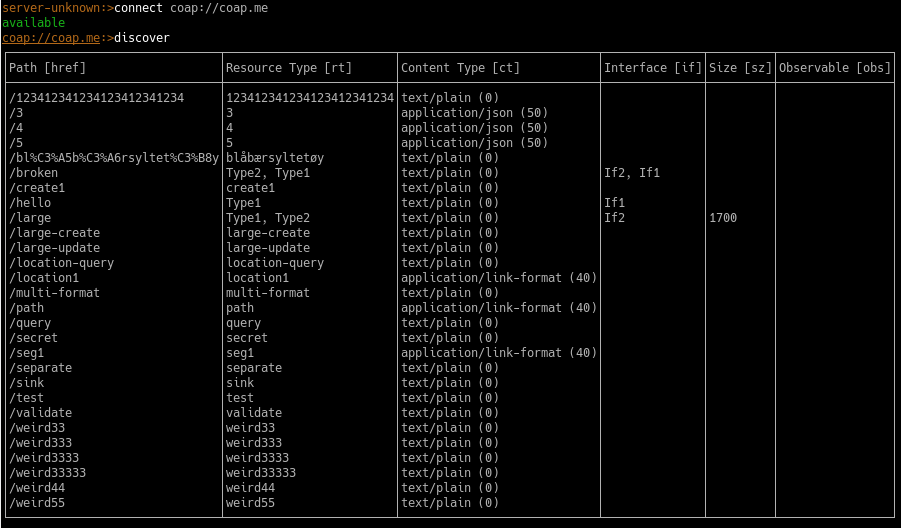 server-unknown:>connect coap://coap.me
available
coap://coap.me:>discover
Path [href] Resource Type [rt] Content Type [ct] Interface [if] Size [sz] Observable [obs]
/123412341234123412341234 123412341234123412341234 text/plain (0)
/3 3 application/json (50)
/4 4 application/json (50)
/5 5 application/json (50)
/bl%C3%A5b%C3%A6rsyltet%C3%B8y blåbærsyltetøy text/plain (0)
/broken Type2, Type1 text/plain (0) If2, If1
/create1 create1 text/plain (0)
/hello Type1 text/plain (0) If1
/large Type1, Type2 text/plain (0) If2 1700
/large-create large-create text/plain (0)
/large-update large-update text/plain (0)
/location-query location-query text/plain (0)
/location1 location1 application/link-format (40)
/multi-format multi-format text/plain (0)
/path path application/link-format (40)
/query query text/plain (0)
/secret secret text/plain (0)
/seg1 seg1 application/link-format (40)
/separate separate text/plain (0)
/sink sink text/plain (0)
/test test text/plain (0)
/validate validate text/plain (0)
/weird33 weird33 text/plain (0)
/weird333 weird333 text/plain (0)
/weird3333 weird3333 text/plain (0)
/weird33333 weird33333 text/plain (0)
/weird44 weird44 text/plain (0)
/weird55 weird55 text/plain (0)